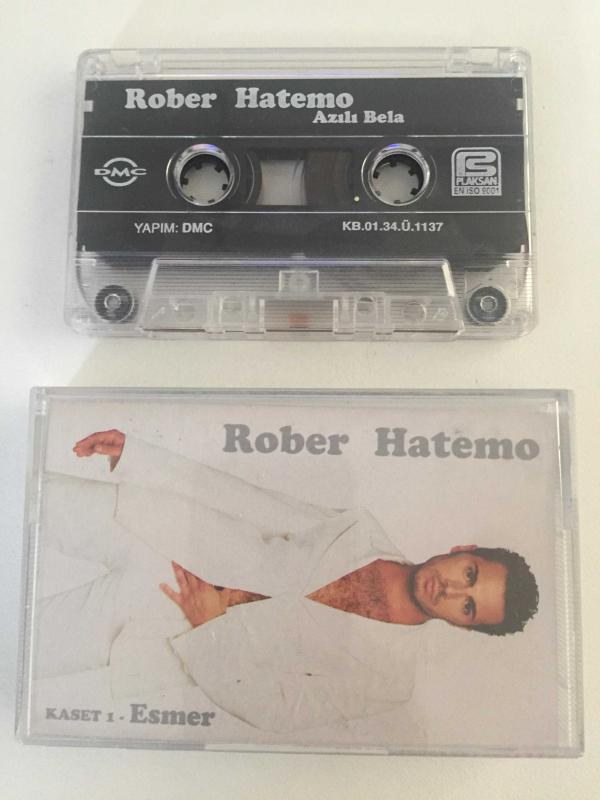 Rober Hatemo
Azılı Bela
DMC
PLAKSAN
EN ISO 9001
YAPIM: DMC
KB.01.34.Ü.1137
Rober Hatemo
KASET 1 - Esmer